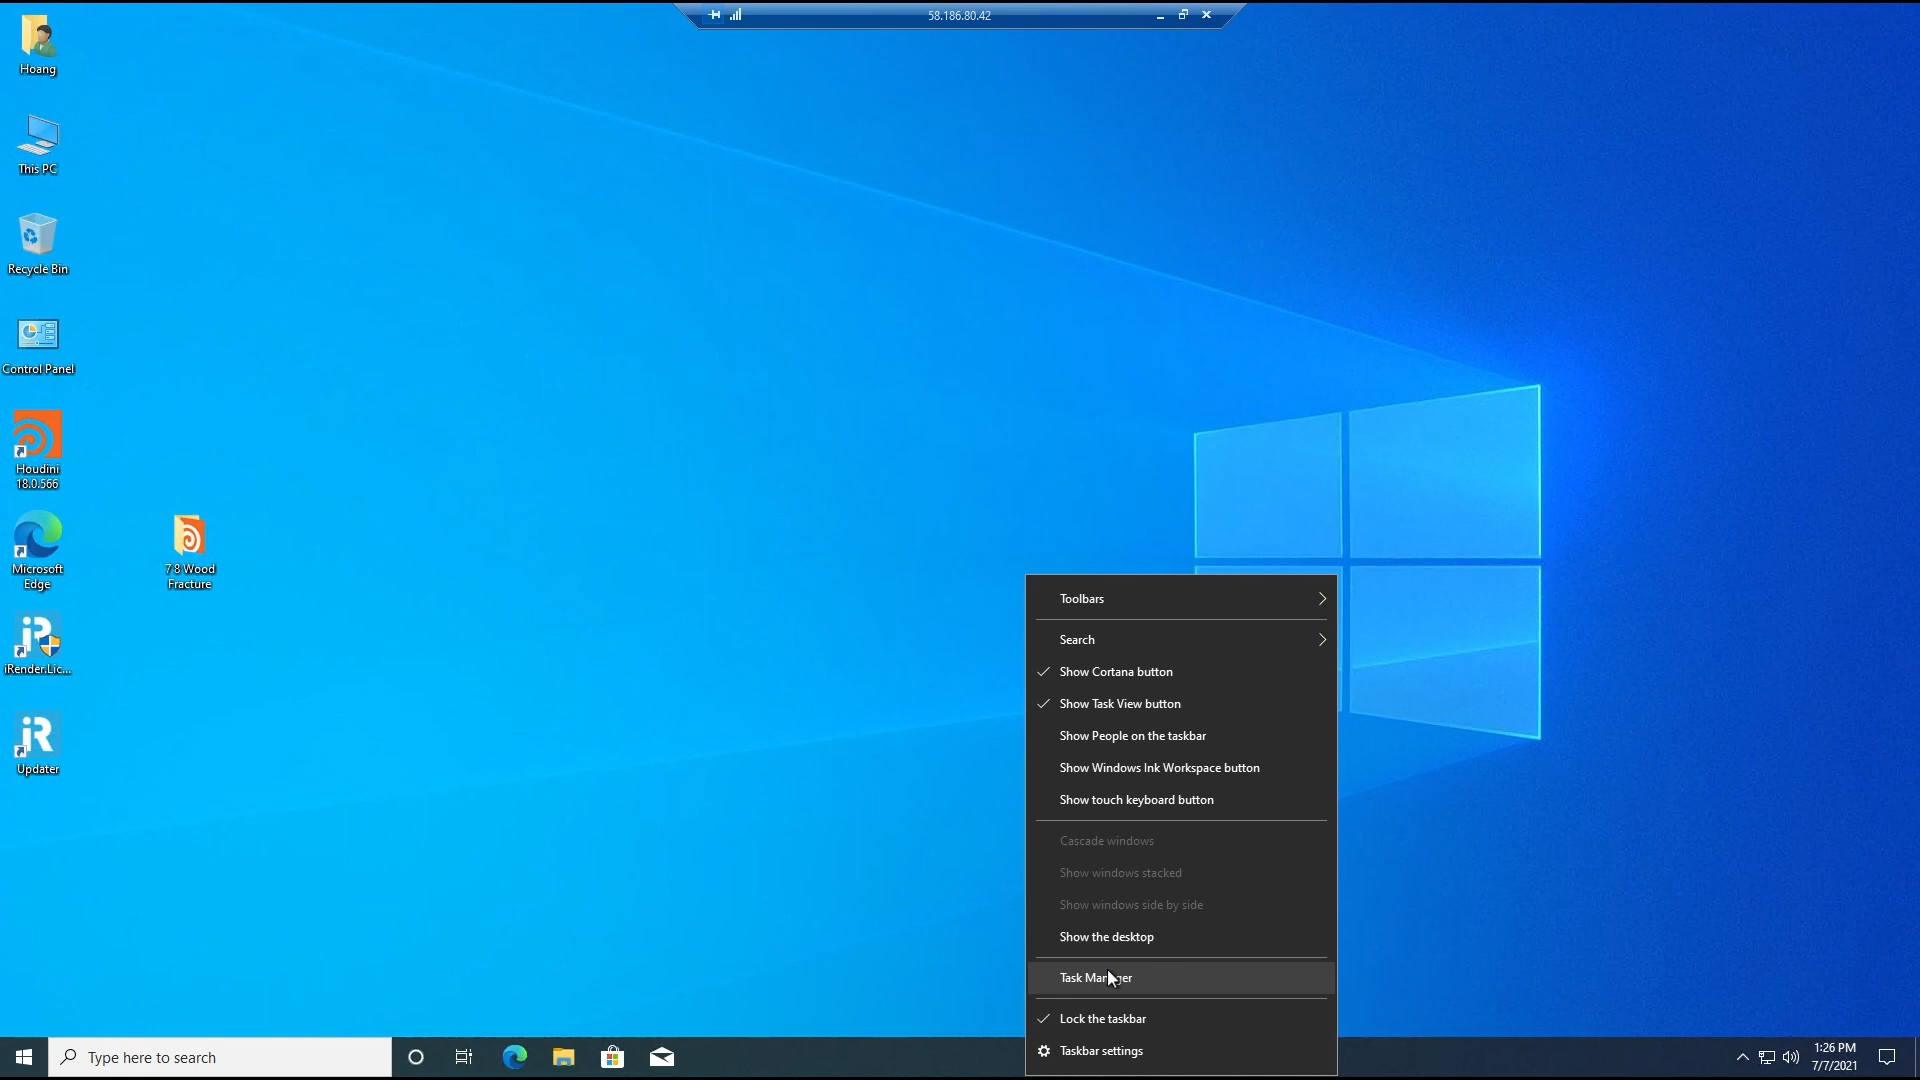 58.186.80.42
Hoang
This PC
Recycle Bin
Control Panel
Houdini
18.0.566
Microsoft
Edge
7 8 Wood
Fracture
iRender.Lic...
Updater
Toolbars
Search
Show Cortana button
Show Task View button
Show People on the taskbar
Show Windows Ink Workspace button
Show touch keyboard button
Cascade windows
Show windows stacked
Show windows side by side
Show the desktop
Task Manager
Lock the taskbar
Taskbar settings
Type here to search
1:26 PM
7/7/2021